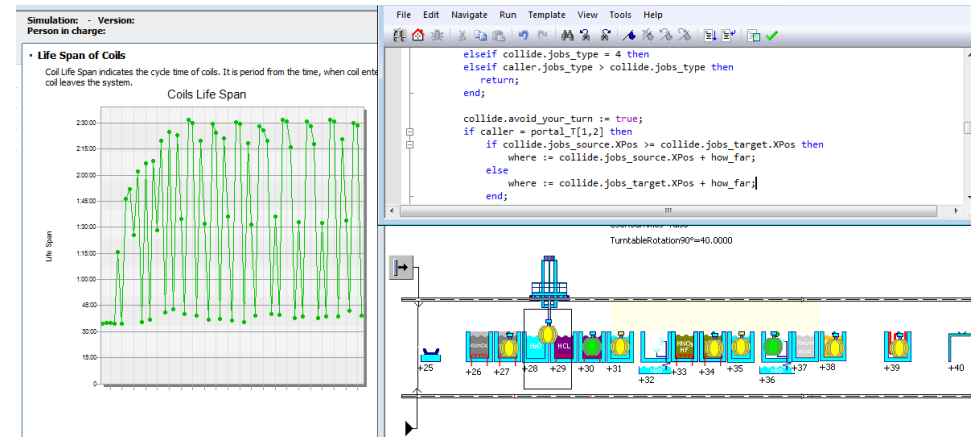 Simulation: - Version:
Person in charge:
Life Span of Coils
Coil Life Span indicates the cycle time of coils. It is period from the time, when coil ente
coil leaves the system.
Coils Life Span
2:30:00
2:15:00
2:00:00
1:45:00
1:30:00
1:15:00
1:00:00
45:00
30:00
15:00
0
Life Span
File Edit Navigate Run Template View Tools Help
elseif collide.jobs_type = 4 then
elseif caller.jobs_type > collide.jobs_type then
return;
end;
collide.avoid_your_turn := true;
if caller = portal_T[1,2] then
if collide.jobs_source.XPos >= collide.jobs_target.XPos then
where := collide.jobs_source.XPos + how_far;
else
where := collide.jobs_target.XPos + how_far;
end;
TurntableRotation90°=40.0000
HCL
HNO3
HF
Neutr
acid
+25
+26
+27
+28
+29
+30
+31
+32
+33
+34
+35
+36
+37
+38
+39
+40